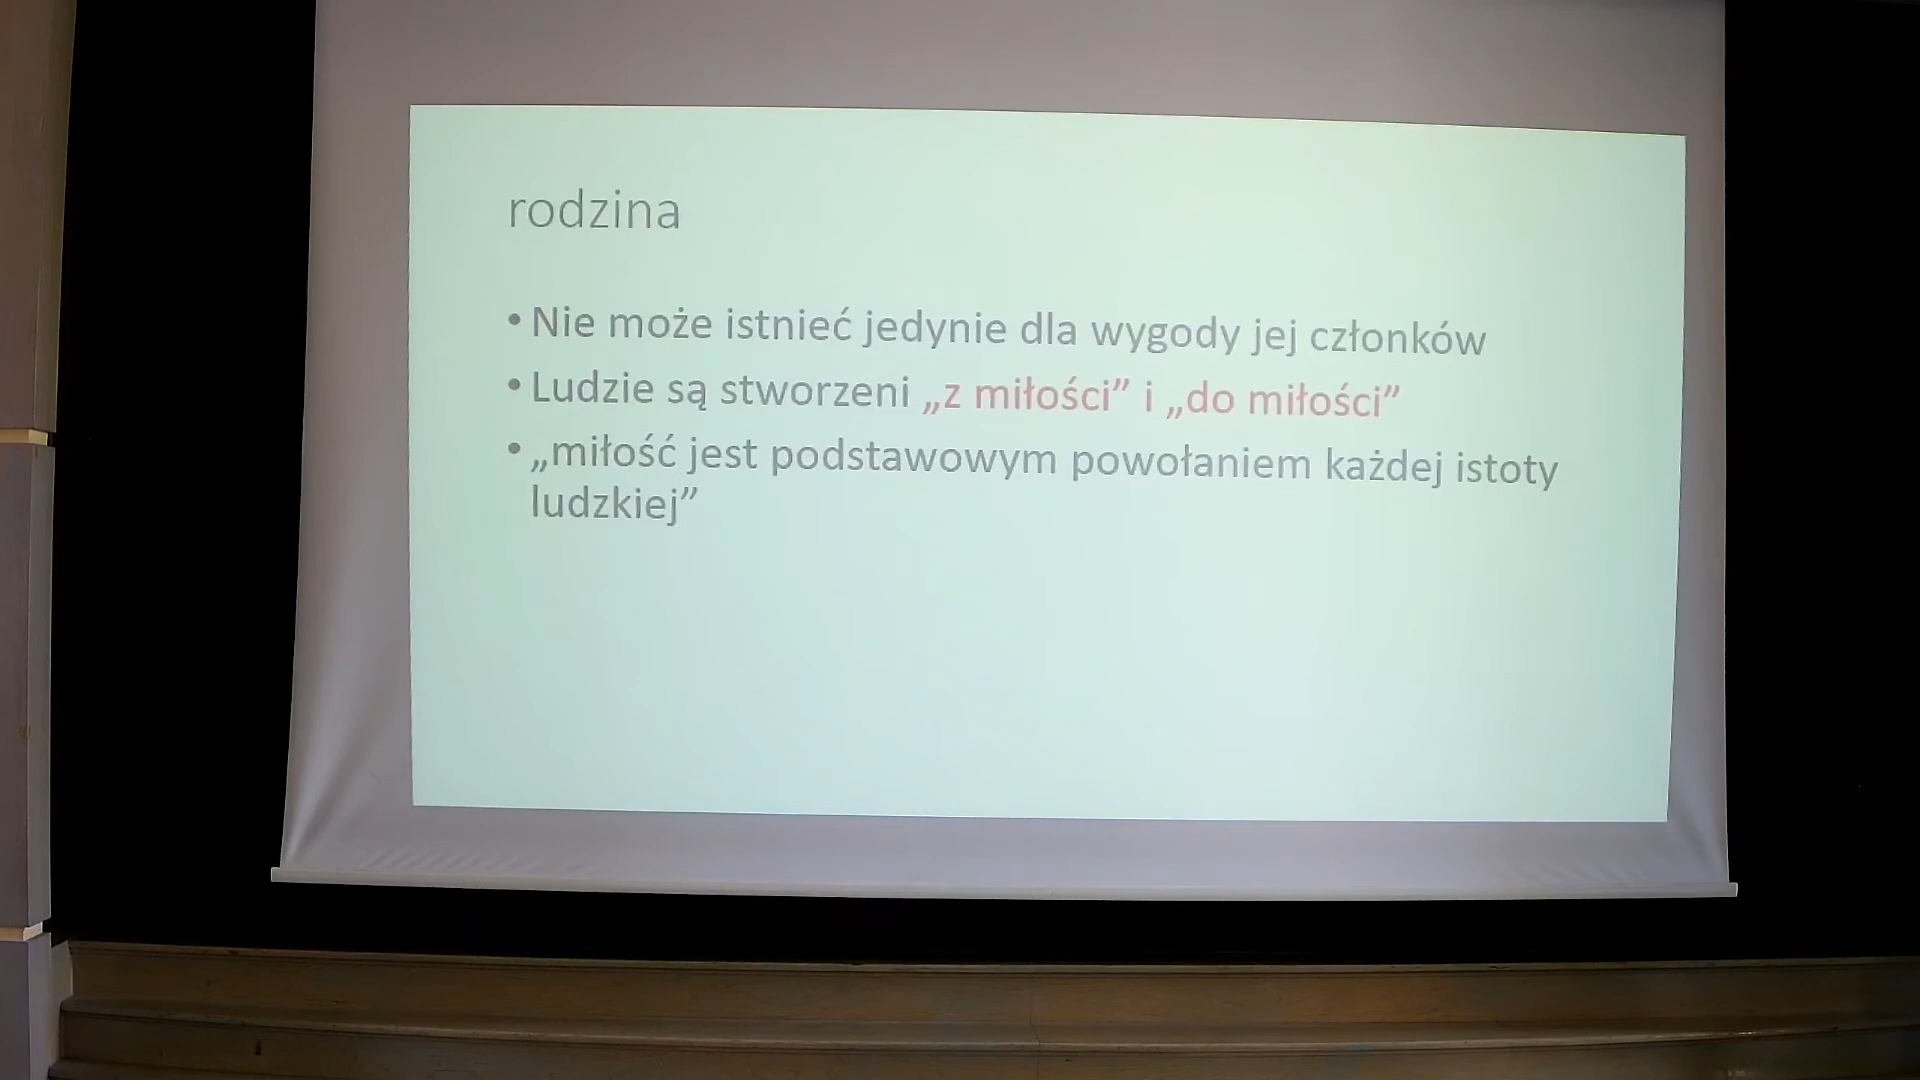 rodzina
• Nie może istnieć jedynie dla wygody jej członków
• Ludzie są stworzeni „z miłości” i „do miłości”
• „miłość jest podstawowym powołaniem każdej istoty
ludzkiej”